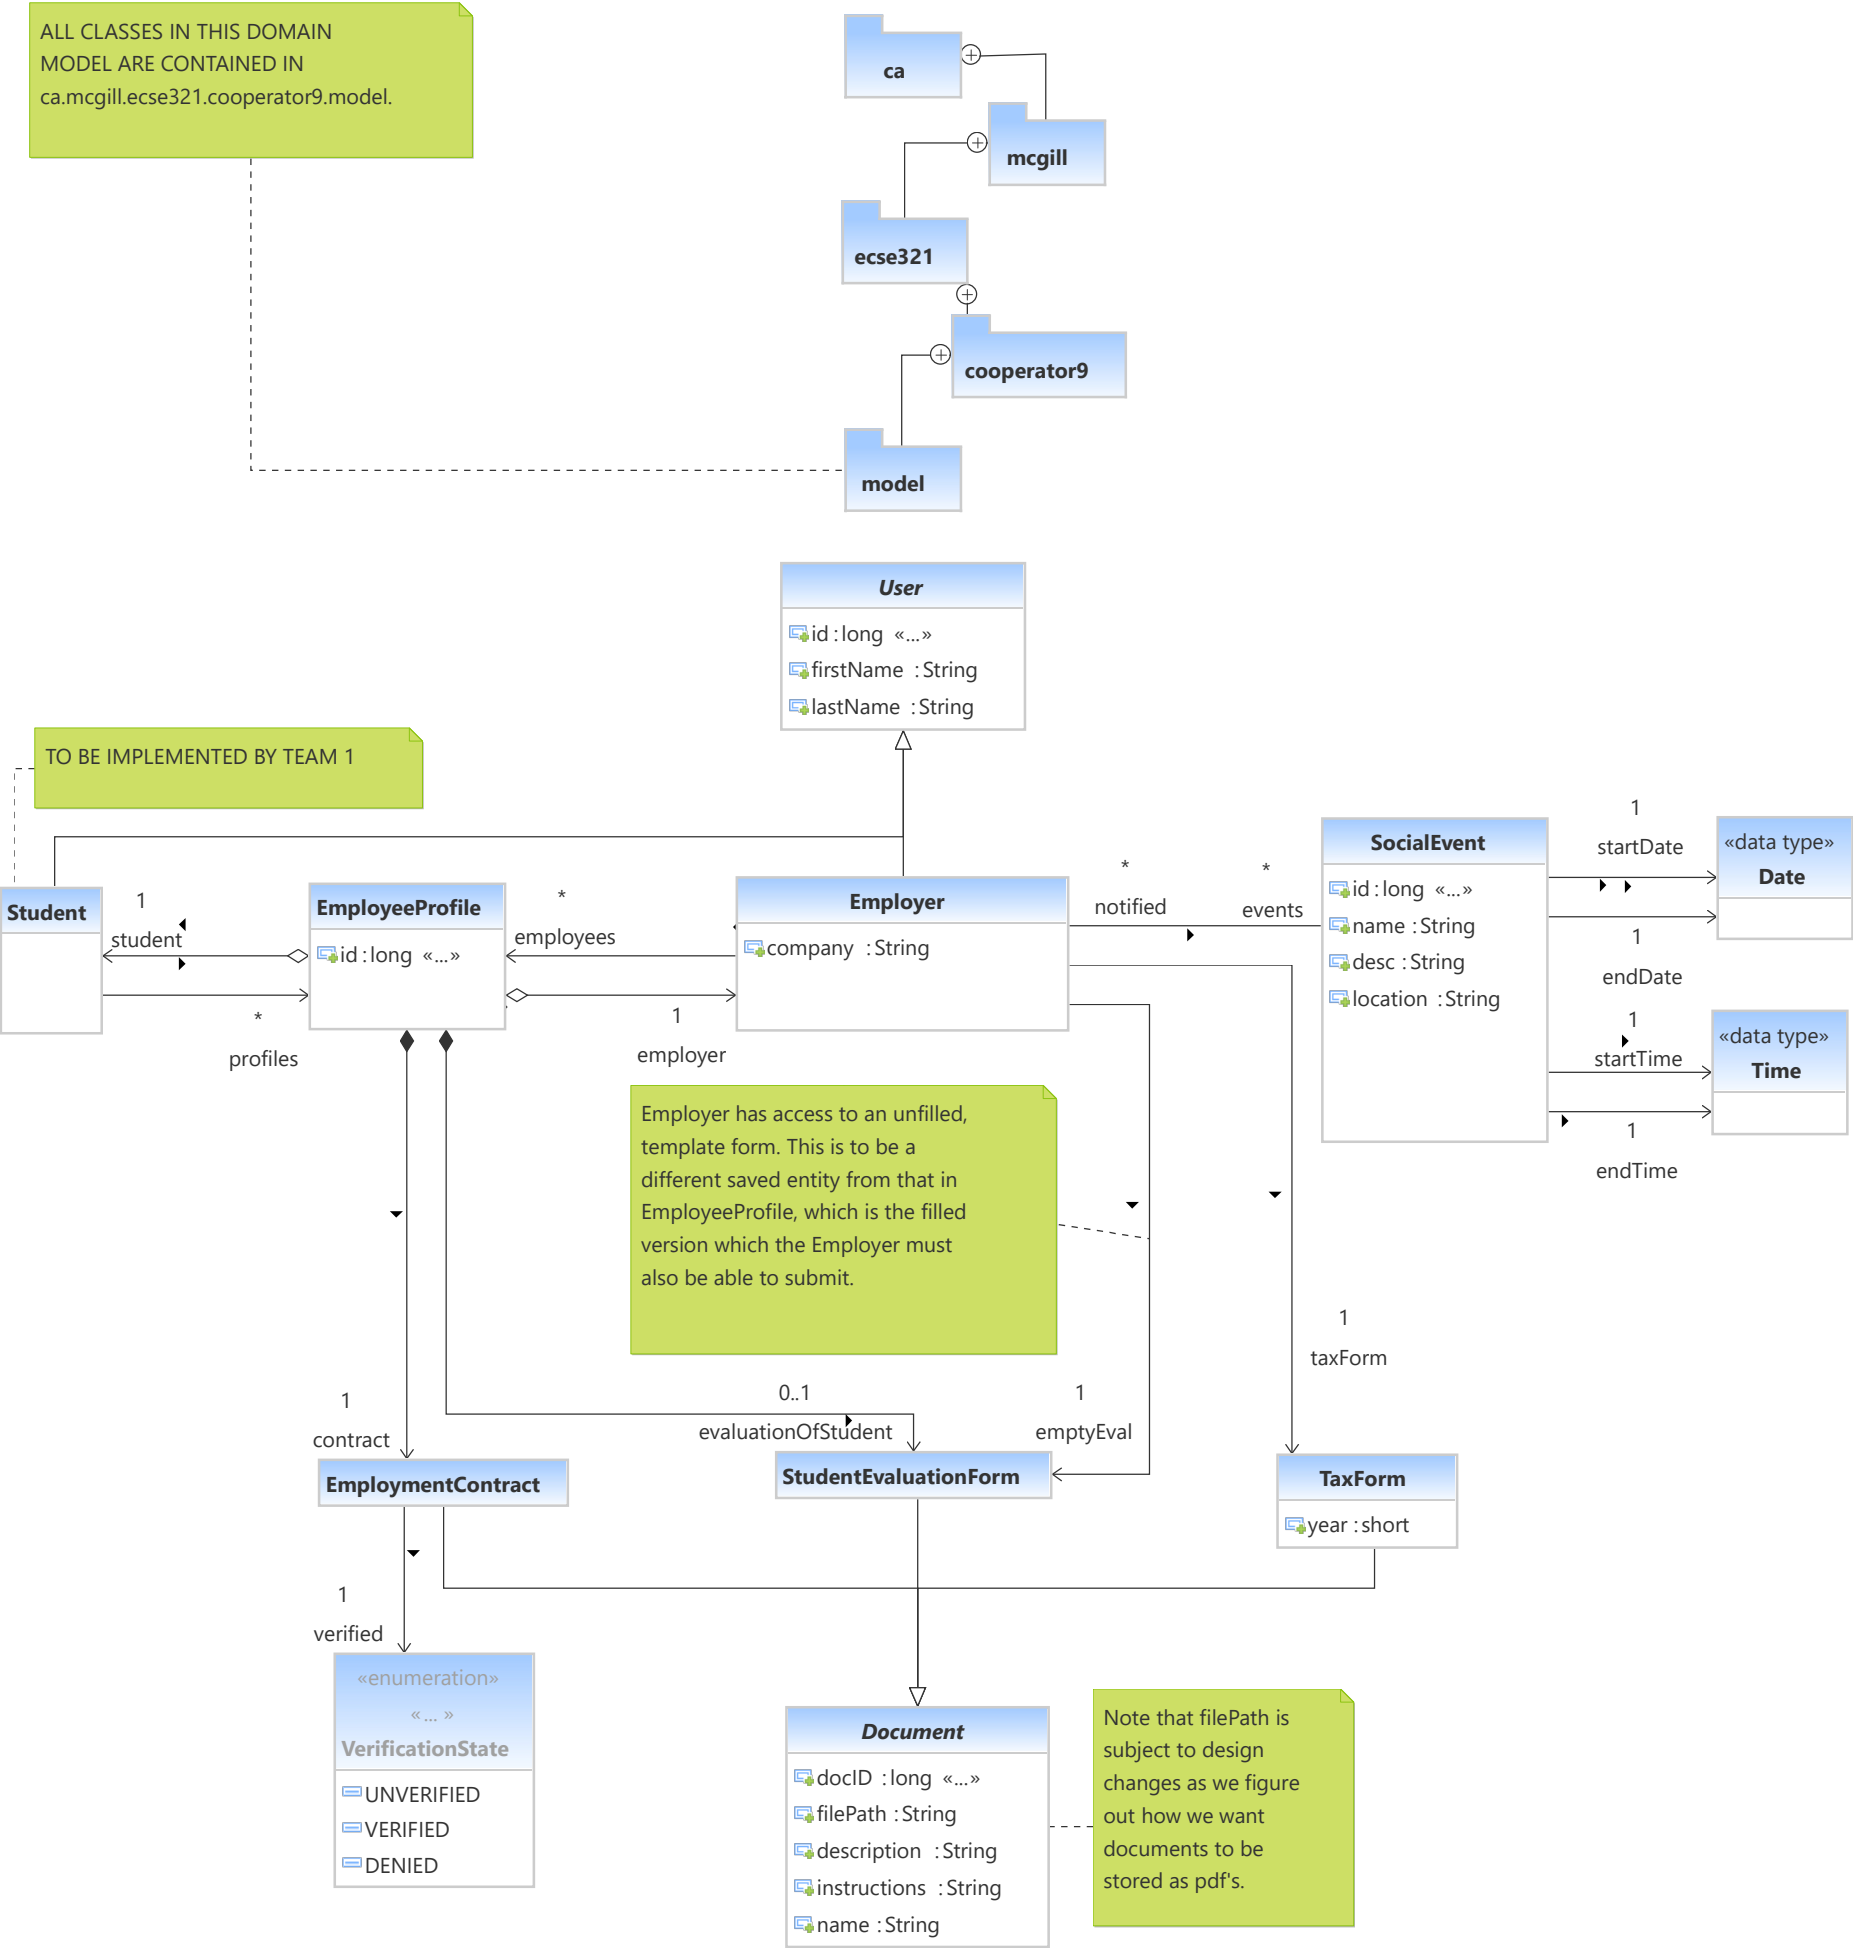 ALL CLASSES IN THIS DOMAIN
MODEL ARE CONTAINED IN
ca.mcgill.ecse321.cooperator9.model.
ca
mcgill
ecse321
cooperator9
model
User
id : long «...»
firstName : String
lastName : String
TO BE IMPLEMENTED BY TEAM 1
Student
1
student
*
profiles
EmployeeProfile
id : long «...»
*
employees
1
employer
Employer
company : String
*
notified
*
events
SocialEvent
id : long «...»
name : String
desc : String
location : String
1
startDate
1
endDate
«data type»
Date
1
startTime
1
endTime
«data type»
Time
Employer has access to an unfilled,
template form. This is to be a
different saved entity from that in
EmployeeProfile, which is the filled
version which the Employer must
also be able to submit.
1
contract
0..1
evaluationOfStudent
1
emptyEval
1
taxForm
EmploymentContract
StudentEvaluationForm
TaxForm
year : short
1
verified
«enumeration»
«... »
VerificationState
UNVERIFIED
VERIFIED
DENIED
Document
docID : long «...»
filePath : String
description : String
instructions : String
name : String
Note that filePath is
subject to design
changes as we figure
out how we want
documents to be
stored as pdf's.